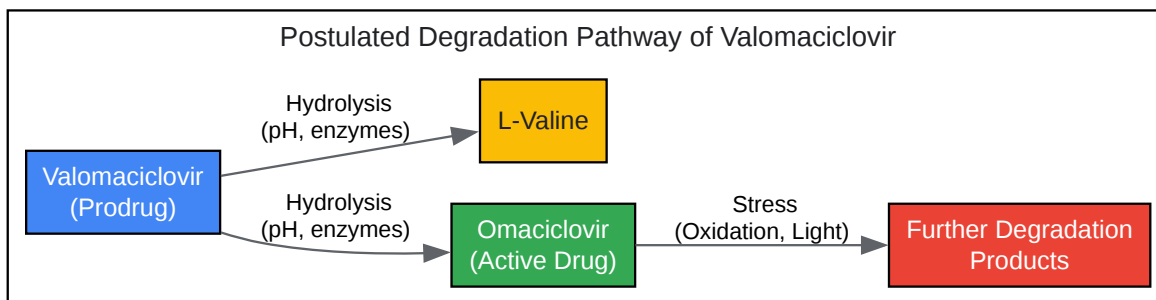 Postulated Degradation Pathway of Valomaciclovir
Hydrolysis
(pH, enzymes)
L-Valine
Valomaciclovir
(Prodrug)
Hydrolysis
(pH, enzymes)
Omaciclovir
(Active Drug)
Stress
(Oxidation, Light)
Further Degradation
Products